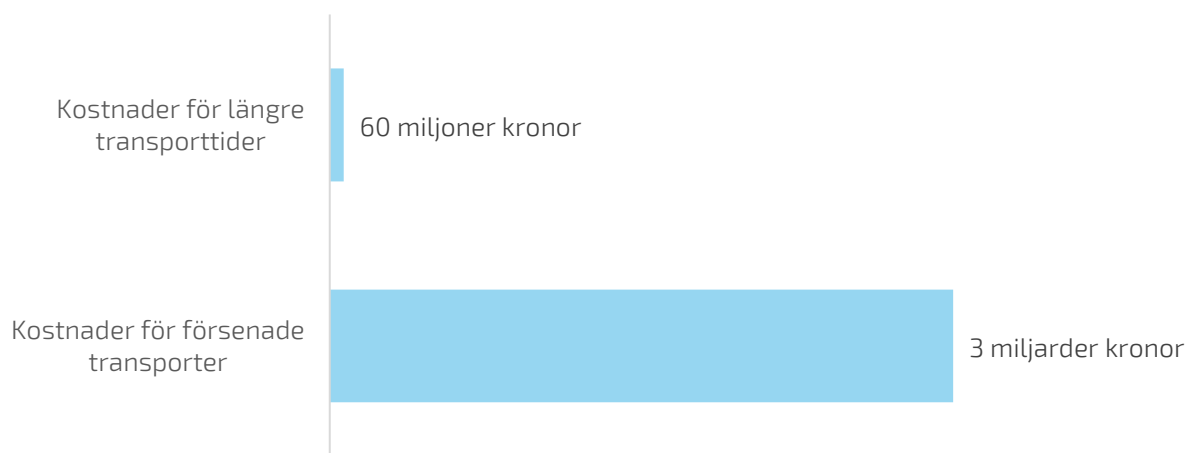 Kostnader för längre
transporttider
60 miljoner kronor
Kostnader för försenade
transporter
3 miljarder kronor